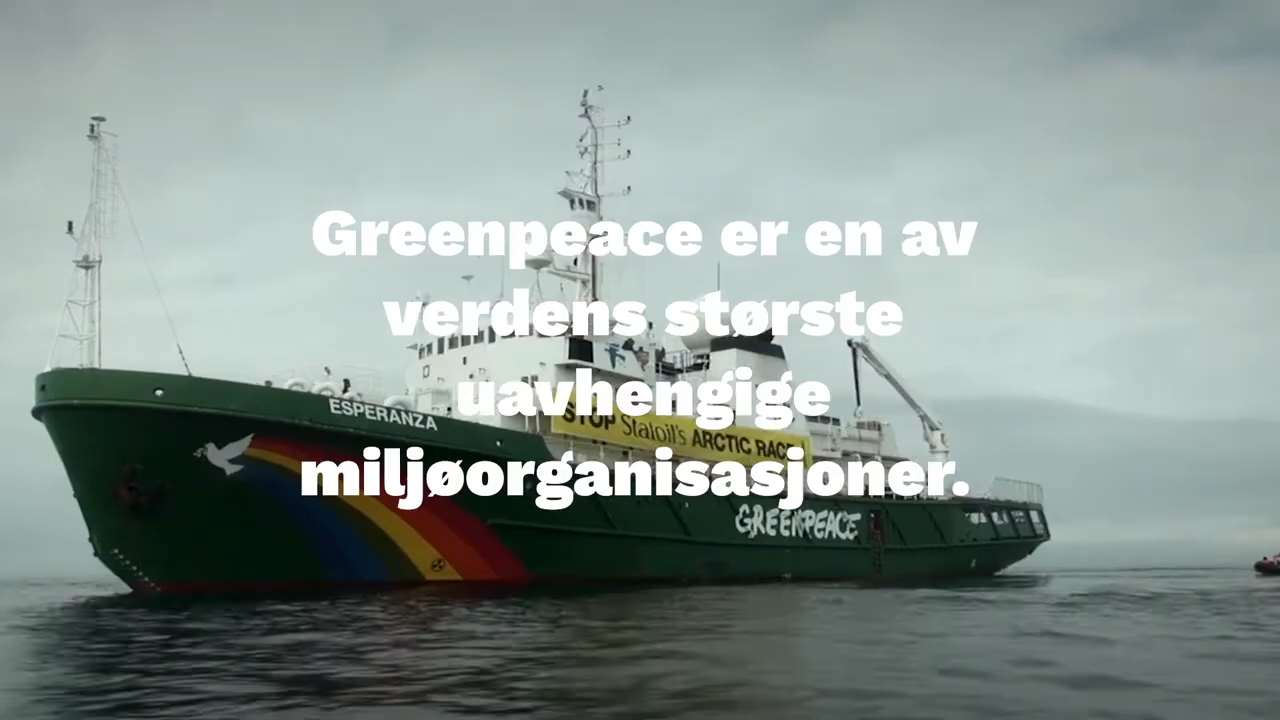 Greenpeace er en av
verdens største
uavhengige
miljøorganisasjoner.
ESPERANZA
STOP Statoil's ARCTIC RACE!
GREENPEACE